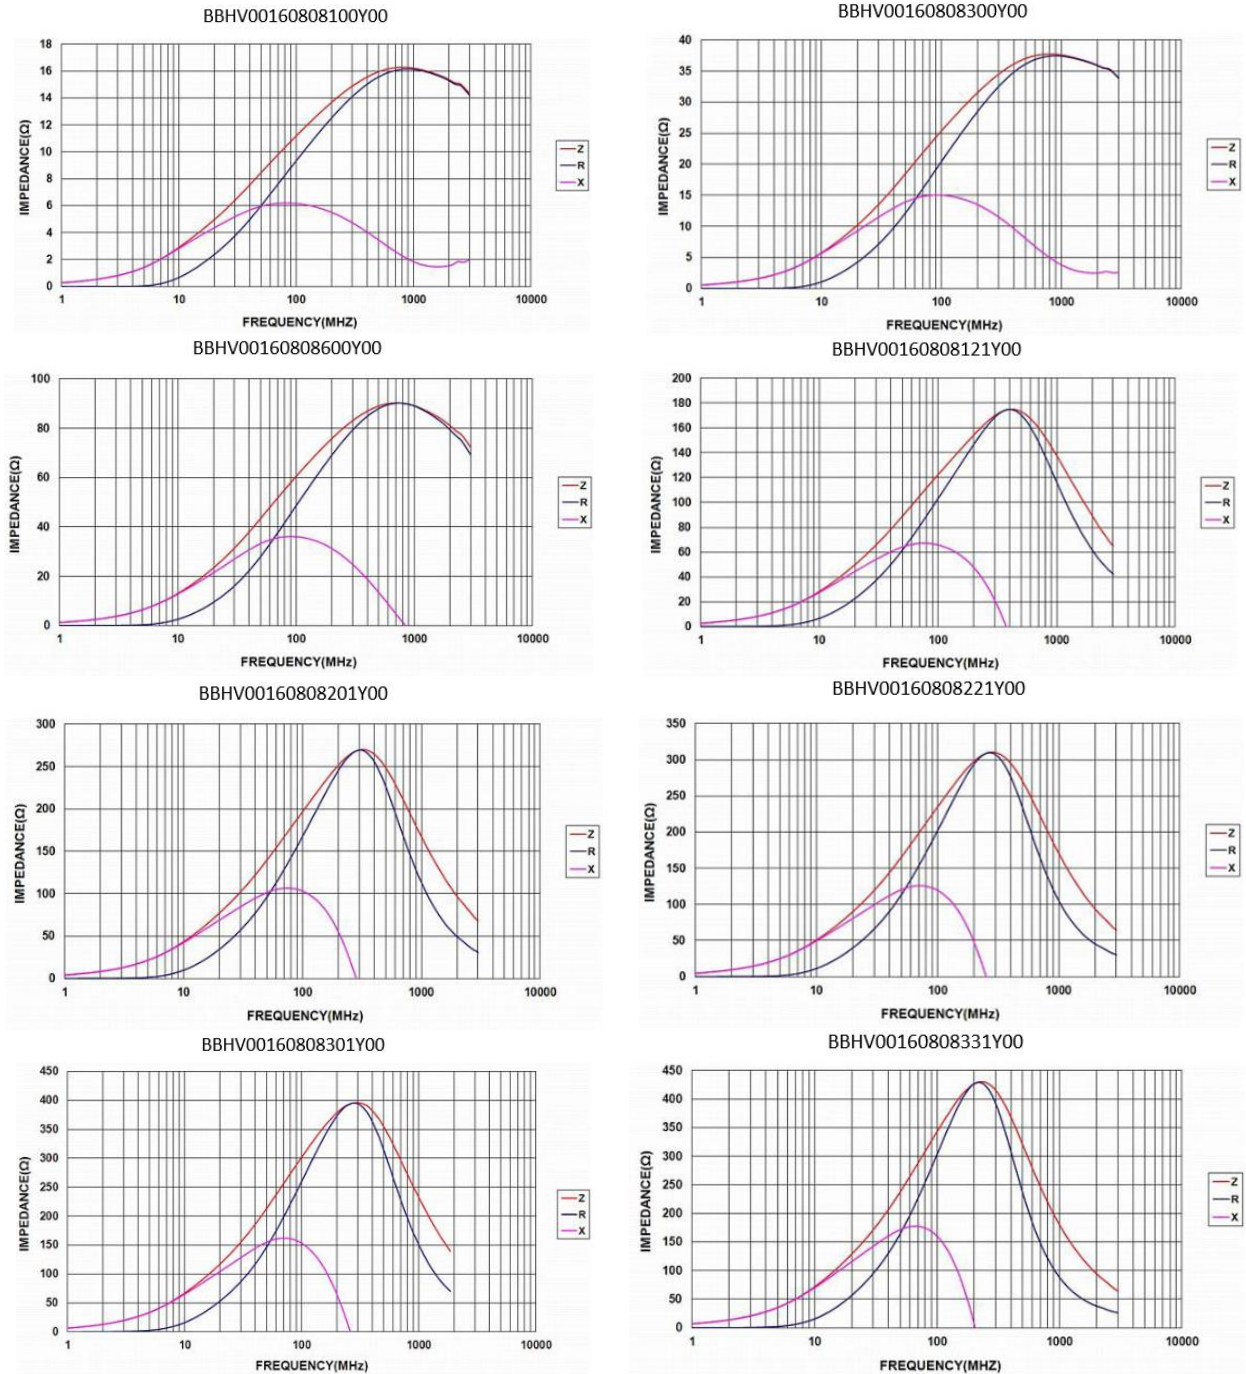 BBHV00160808100Y00
18
16
14
12
10
8
6
4
2
0
IMPEDANCE(Ω)
1
10
100
1000
10000
FREQUENCY(MHZ)
Z
R
X
BBHV00160808300Y00
40
35
30
25
20
15
10
5
0
IMPEDANCE(Ω)
1
10
100
1000
10000
FREQUENCY(MHz)
Z
R
X
BBHV00160808600Y00
100
80
60
40
20
0
IMPEDANCE(Ω)
1
10
100
1000
10000
FREQUENCY(MHz)
Z
R
X
BBHV00160808121Y00
200
180
160
140
120
100
80
60
40
20
0
IMPEDANCE(Ω)
1
10
100
1000
10000
FREQUENCY(MHz)
Z
R
X
BBHV00160808201Y00
300
250
200
150
100
50
0
IMPEDANCE(Ω)
1
10
100
1000
10000
FREQUENCY(MHz)
Z
R
X
BBHV00160808221Y00
350
300
250
200
150
100
50
0
IMPEDANCE(Ω)
1
10
100
1000
10000
FREQUENCY(MHz)
Z
R
X
BBHV00160808301Y00
450
400
350
300
250
200
150
100
50
0
IMPEDANCE(Ω)
1
10
100
1000
10000
FREQUENCY(MHz)
Z
R
X
BBHV00160808331Y00
450
400
350
300
250
200
150
100
50
0
IMPEDANCE(Ω)
1
10
100
1000
10000
FREQUENCY(MHZ)
Z
R
X